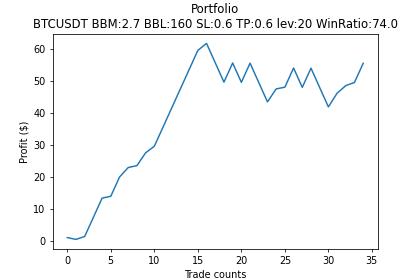 Portfolio
BTCUSDT BBM:2.7 BBL:160 SL:0.6 TP:0.6 lev:20 WinRatio:74.0
60
50
40
30
20
10
0
Profit ($)
0 5 10 15 20 25 30 35
Trade counts